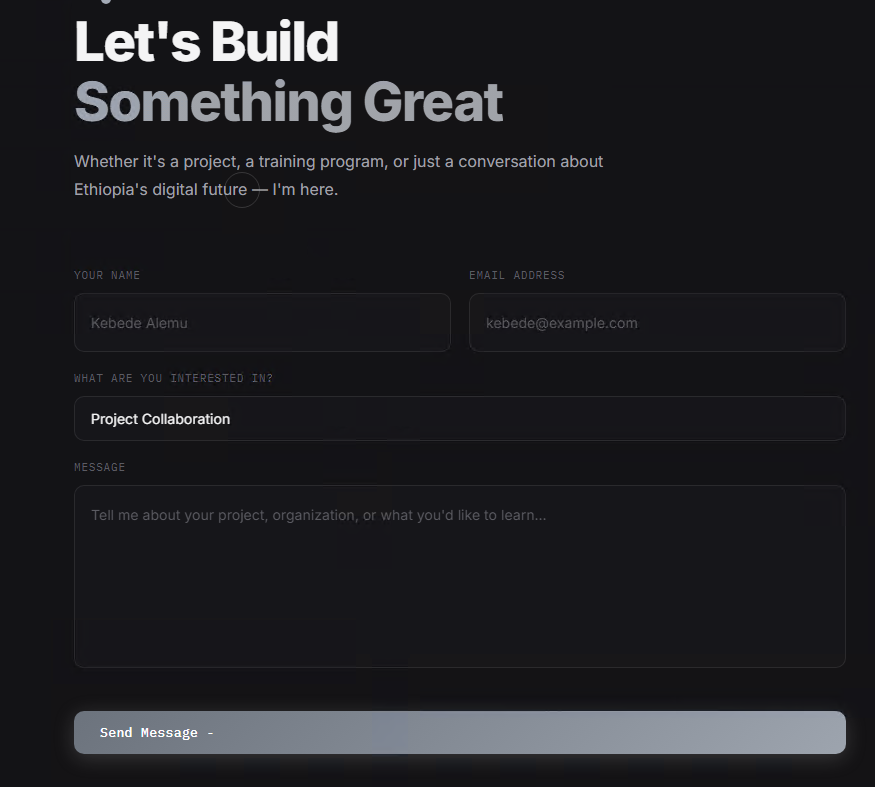 Let's Build
Something Great
Whether it's a project, a training program, or just a conversation about
Ethiopia's digital future — I'm here.
YOUR NAME
EMAIL ADDRESS
Kebede Alemu
kebede@example.com
WHAT ARE YOU INTERESTED IN?
Project Collaboration
MESSAGE
Tell me about your project, organization, or what you'd like to learn...
Send Message -